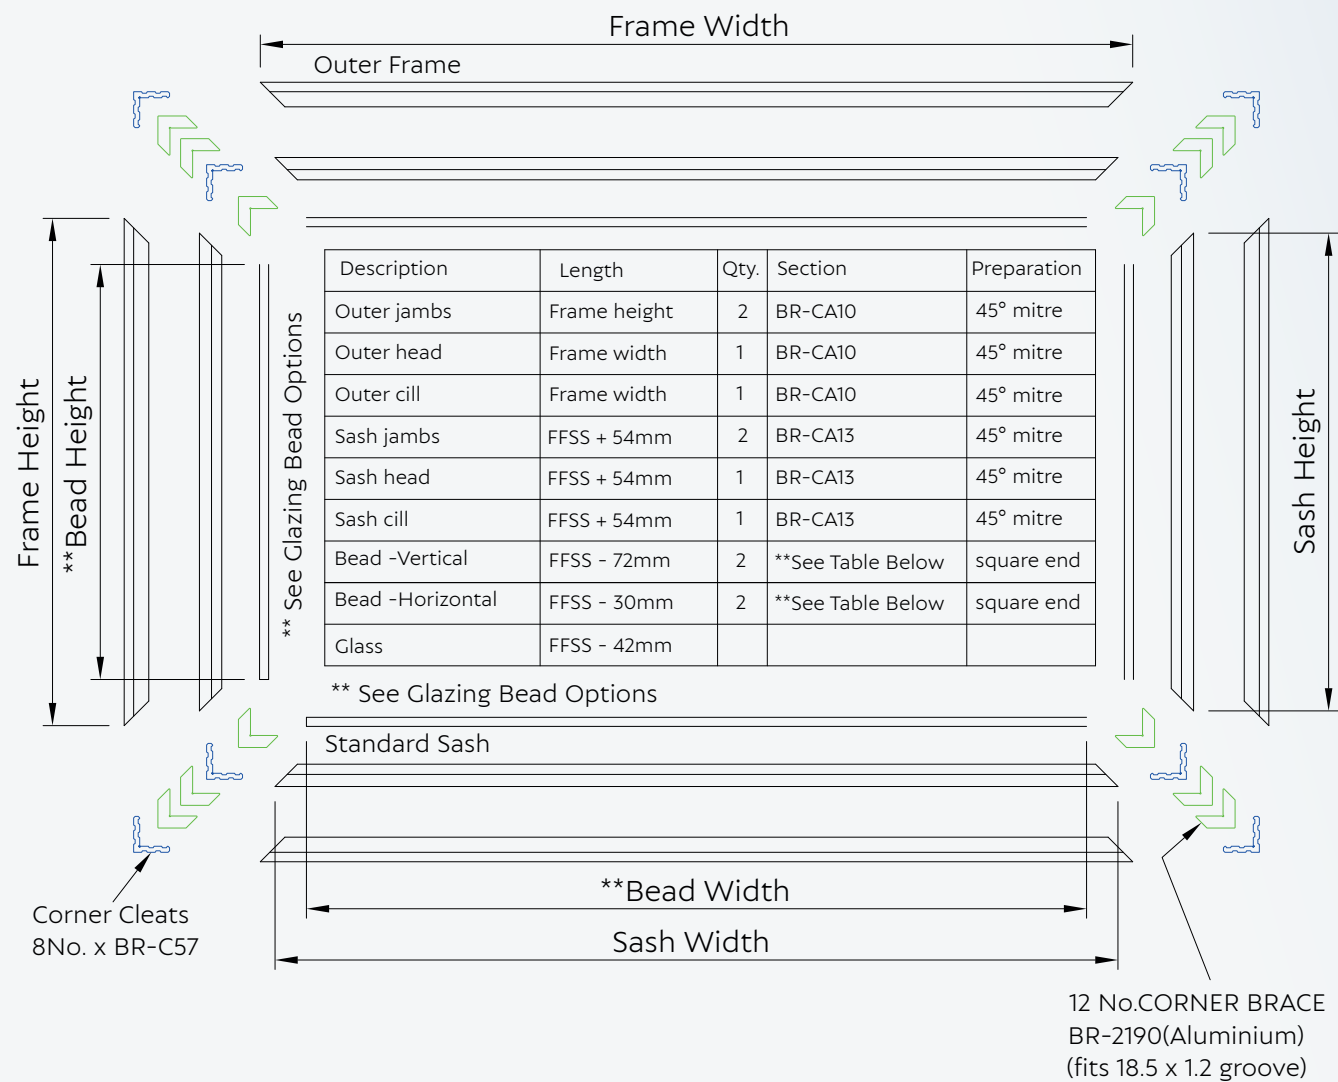 Frame Width
Outer Frame
Frame Height
**Bead Height
** See Glazing Bead Options
Description Length Qty. Section Preparation
Outer jambs Frame height 2 BR-CA10 45° mitre
Outer head Frame width 1 BR-CA10 45° mitre
Outer cill Frame width 1 BR-CA10 45° mitre
Sash jambs FFSS + 54mm 2 BR-CA13 45° mitre
Sash head FFSS + 54mm 1 BR-CA13 45° mitre
Sash cill FFSS + 54mm 1 BR-CA13 45° mitre
Bead -Vertical FFSS - 72mm 2 **See Table Below square end
Bead -Horizontal FFSS - 30mm 2 **See Table Below square end
Glass FFSS - 42mm
Sash Height
** See Glazing Bead Options
Standard Sash
**Bead Width
Sash Width
Corner Cleats
8No. x BR-C57
12 No.CORNER BRACE
BR-2190(Aluminium)
(fits 18.5 x 1.2 groove)